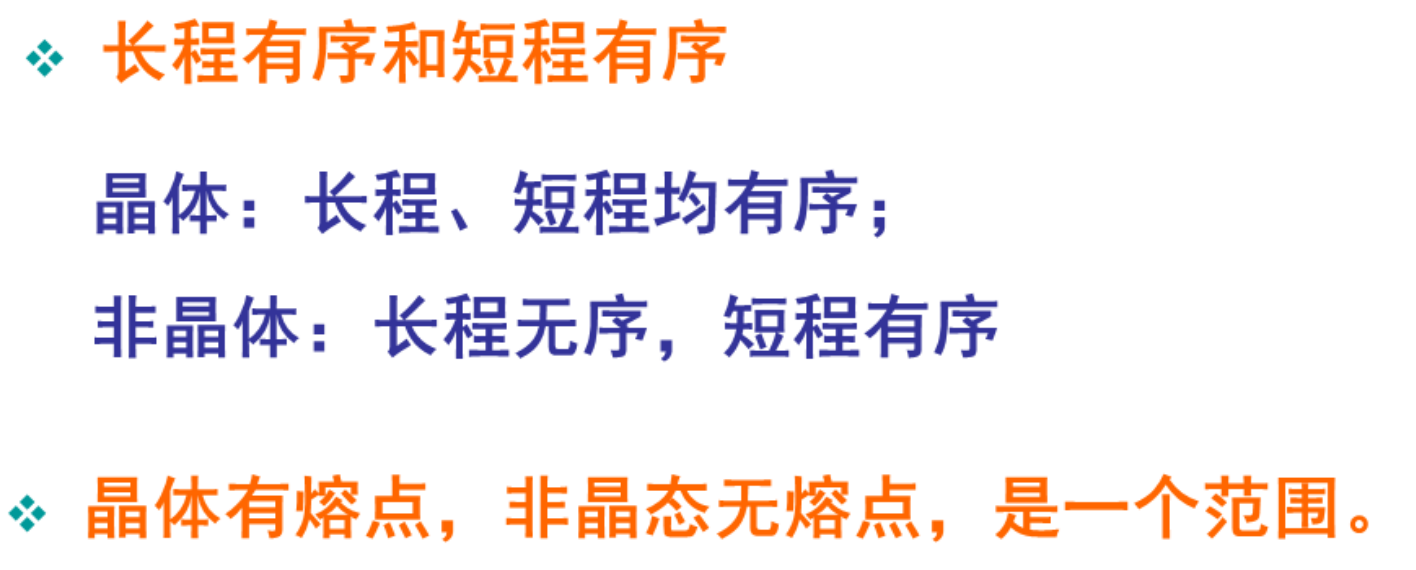 长程有序和短程有序
晶体：长程、短程均有序；
非晶体：长程无序，短程有序
晶体有熔点，非晶态无熔点，是一个范围。